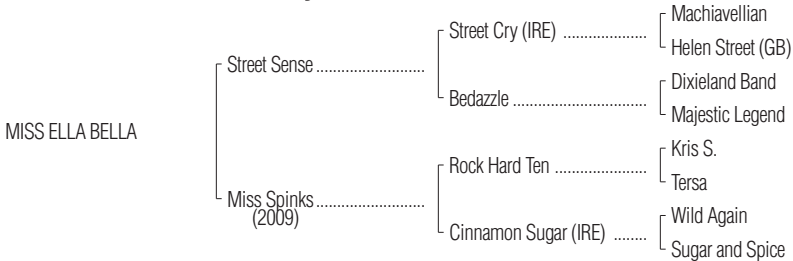 Machiavellian
Street Cry (IRE) ....................
Helen Street (GB)
Street Sense ..........................
Dixieland Band
Bedazzle ................................
Majestic Legend
MISS ELLA BELLA
Kris S.
Rock Hard Ten ......................
Tersa
Miss Spinks..........................
(2009)
Wild Again
Cinnamon Sugar (IRE) ........
Sugar and Spice